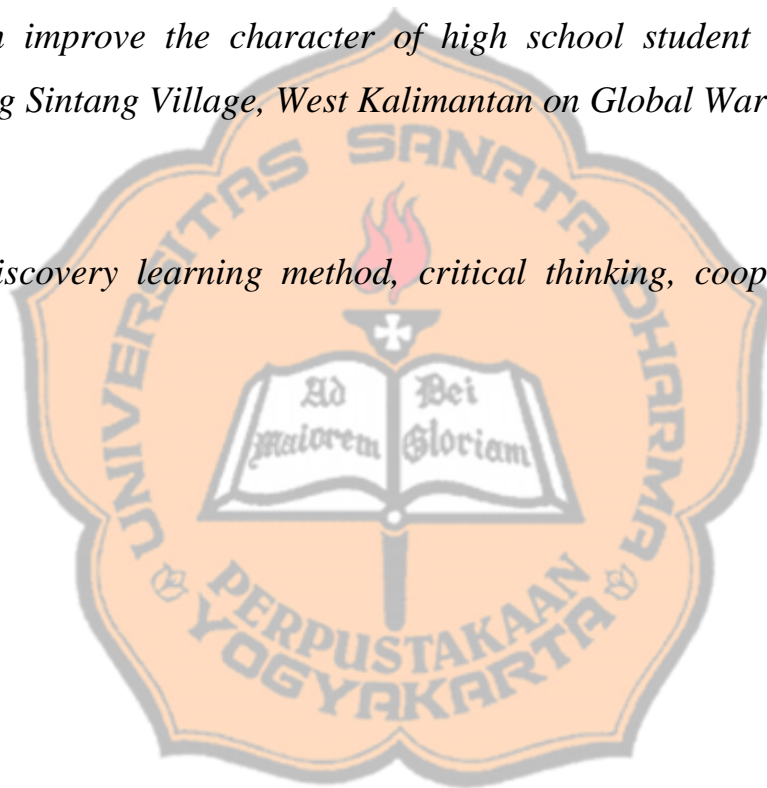 improve the character of high school student
Sintang Village, West Kalimantan on Global War
UNIVERSITAS SANATA DHARMA
iscovery learning method, critical thinking, coop
Ad Dei
Maiorem Gloriam
PERPUSTAKAAN
YOGYAKARTA